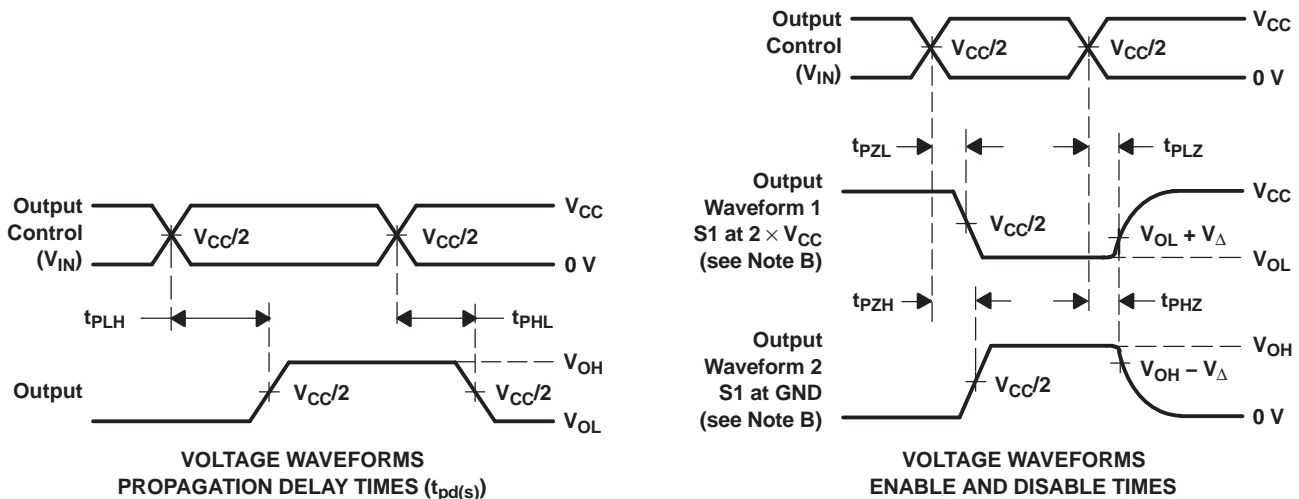 Output
Control
(VIN)
VCC/2
VCC/2
VCC
0 V
tPLH
tPHL
Output
VCC/2
VCC/2
VOH
VOL
VOLTAGE WAVEFORMS
PROPAGATION DELAY TIMES (tpd(s))
Output
Control
(VIN)
VCC/2
VCC/2
VCC
0 V
tPZL
tPLZ
Output
Waveform 1
S1 at 2 × VCC
(see Note B)
VCC/2
VCC
VOL + VΔ
VOL
tPZH
tPHZ
Output
Waveform 2
S1 at GND
(see Note B)
VCC/2
VOH
VOH – VΔ
0 V
VOLTAGE WAVEFORMS
ENABLE AND DISABLE TIMES